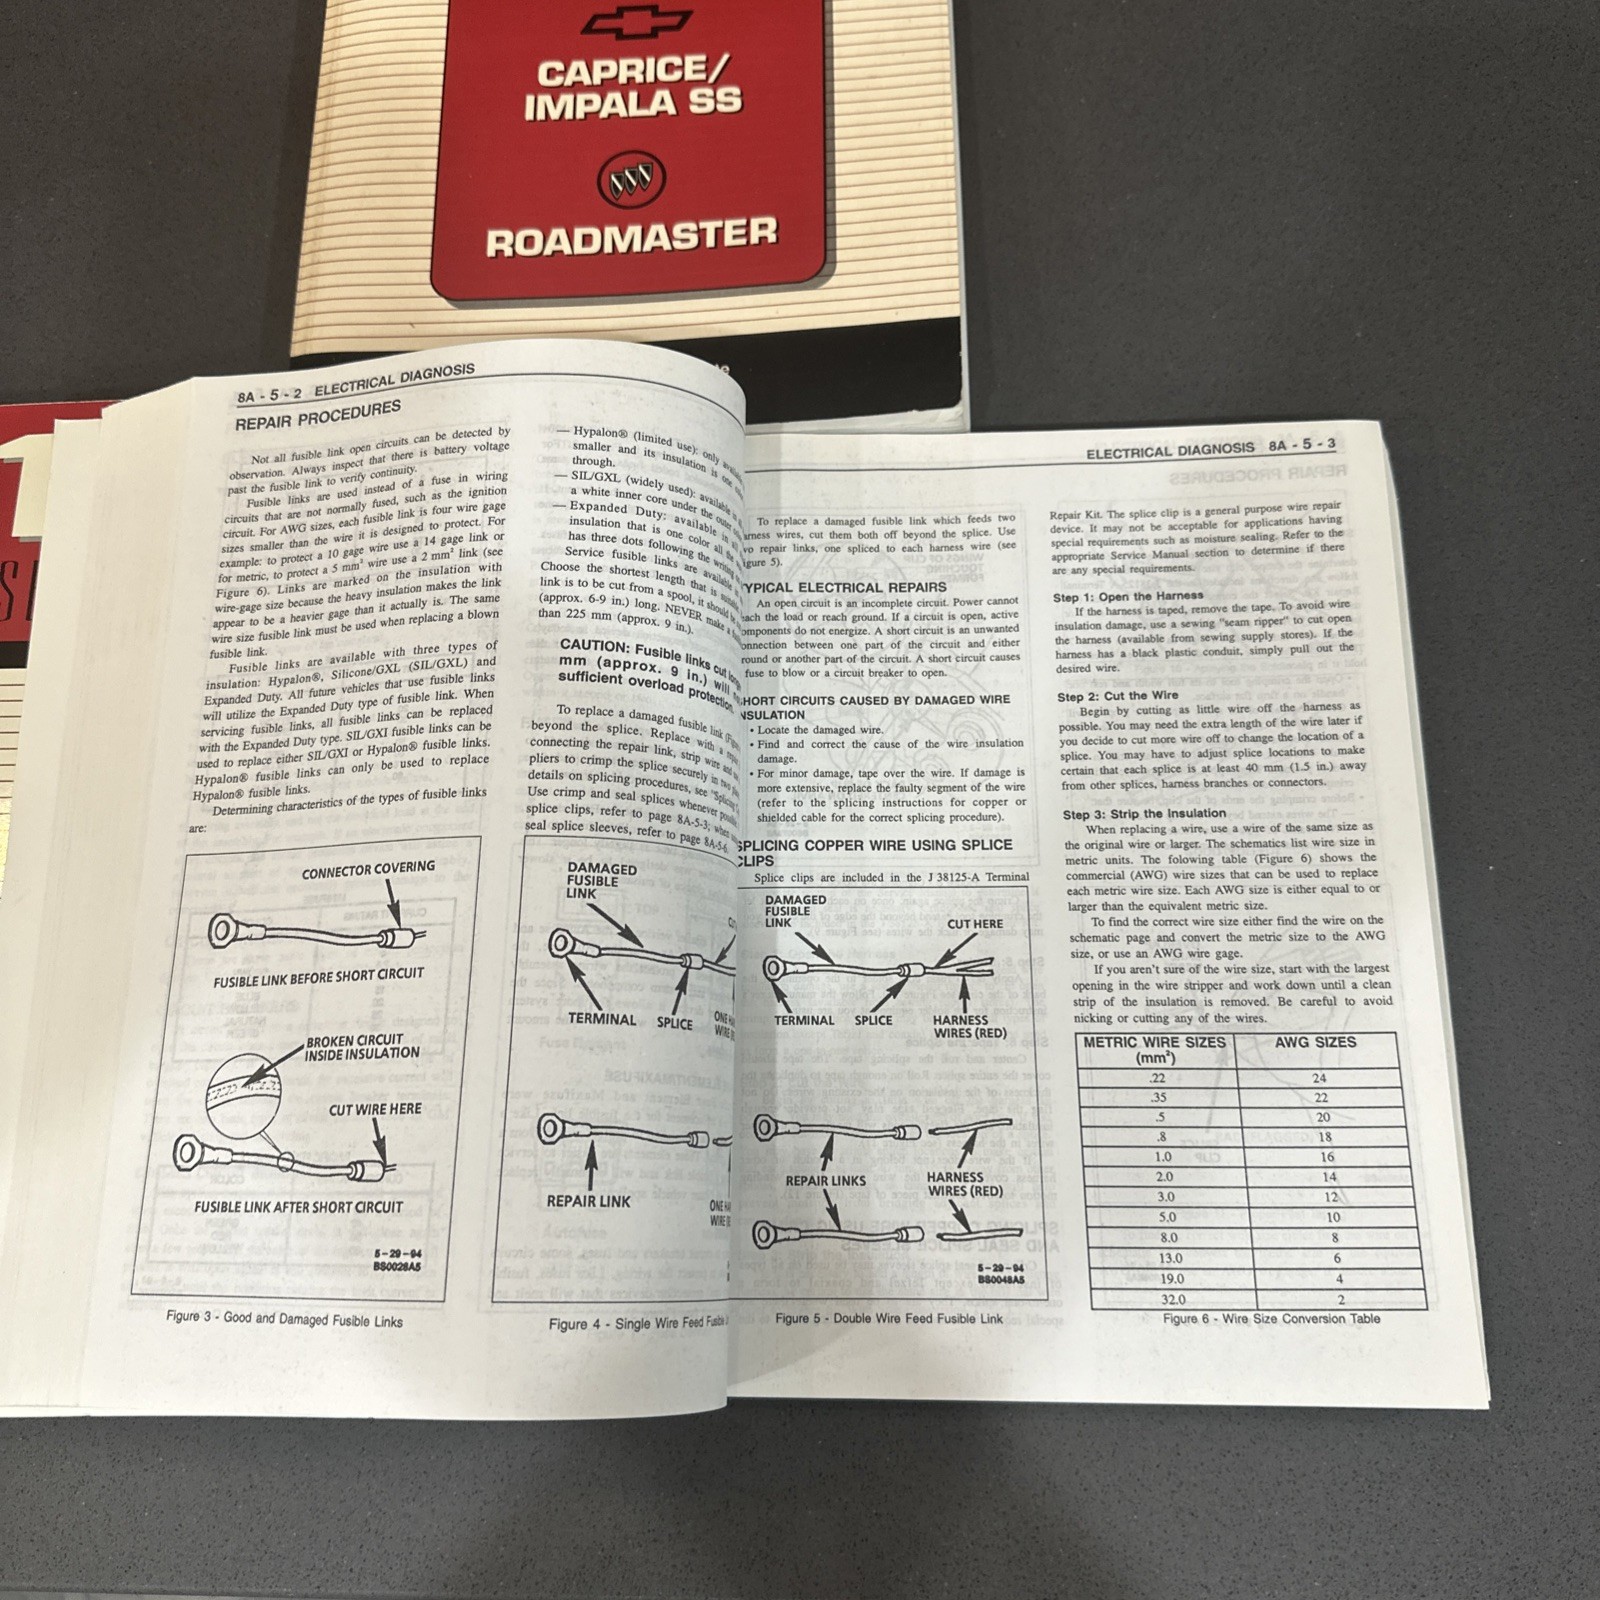 CAPRICE/
IMPALA SS
ROADMASTER
8A - 5 - 2 ELECTRICAL DIAGNOSIS
REPAIR PROCEDURES
Not all fusible link open circuits can be detected by
observation. Always inspect that there is battery voltage
past the fusible link to verify continuity.
Fusible links are used instead of a fuse in wiring
circuits that are not normally fused, such as the ignition
circuit. For AWG sizes, each fusible link is four wire gage
sizes smaller than the wire it is designed to protect. For
example: to protect a 10 gage wire use a 14 gage link or
for metric, to protect a 5 mm² wire use a 2 mm² link (see
Figure 6). Links are marked on the insulation with
wire-gage size because the heavy insulation makes the link
appear to be a heavier gage than it actually is. The same
wire size fusible link must be used when replacing a blown
fusible link.
Fusible links are available with three types of
insulation: Hypalon®, Silicone/GXL (SIL/GXL) and
Expanded Duty. All future vehicles that use fusible links
will utilize the Expanded Duty type of fusible link. When
servicing fusible links, all fusible links can be replaced
with the Expanded Duty type. SIL/GXI fusible links can be
used to replace either SIL/GXI or Hypalon® fusible links.
Hypalon® fusible links can only be used to replace
Hypalon® fusible links.
Determining characteristics of the types of fusible links
are:
CONNECTOR COVERING
FUSIBLE LINK BEFORE SHORT CIRCUIT
BROKEN CIRCUIT
INSIDE INSULATION
CUT WIRE HERE
FUSIBLE LINK AFTER SHORT CIRCUIT
5-29-94
BS0028A5
Figure 3 - Good and Damaged Fusible Links
— Hypalon® (limited use): only
smaller and its insulation is one
through.
— SIL/GXL (widely used): available
a white inner core under the outer
— Expanded Duty: available in
insulation that is one color
has three dots following the
Service fusible links are available
Choose the shortest length that is
link is to be cut from a spool, it should be
(approx. 6-9 in.) long. NEVER make a
than 225 mm (approx. 9 in.).
CAUTION: Fusible links cut
mm (approx. 9 in.) will
sufficient overload protection.
To replace a damaged fusible link
beyond the splice. Replace with a
connecting the repair link, strip wire and
pliers to crimp the splice securely in two
details on splicing procedures, see
Use crimp and seal splices whenever
splice clips, refer to page 8A-5-3;
seal splice sleeves, refer to page 8A-5-6.
DAMAGED
FUSIBLE
LINK
TERMINAL SPLICE
REPAIR LINK
Figure 4 - Single Wire Feed
ELECTRICAL DIAGNOSIS 8A - 5 - 3
To replace a damaged fusible link which feeds two
wires, cut them both off beyond the splice. Use
repair links, one spliced to each harness wire (see
5).
YPICAL ELECTRICAL REPAIRS
An open circuit is an incomplete circuit. Power cannot
each the load or reach ground. If a circuit is open, active
omponents do not energize. A short circuit is an unwanted
onnection between one part of the circuit and either
round or another part of the circuit. A short circuit causes
fuse to blow or a circuit breaker to open.
HORT CIRCUITS CAUSED BY DAMAGED WIRE
NSULATION
• Locate the damaged wire.
• Find and correct the cause of the wire insulation
damage.
• For minor damage, tape over the wire. If damage is
more extensive, replace the faulty segment of the wire
(refer to the splicing instructions for copper or
shielded cable for the correct splicing procedure).
SPLICING COPPER WIRE USING SPLICE
CLIPS
Splice clips are included in the J 38125-A Terminal
DAMAGED
FUSIBLE
LINK
CUT HERE
TERMINAL SPLICE HARNESS
WIRES (RED)
REPAIR LINKS
HARNESS
WIRES (RED)
5-29-94
BS0048A5
Figure 5 - Double Wire Feed Fusible Link
Repair Kit. The splice clip is a general purpose wire repair
device. It may not be acceptable for applications having
special requirements such as moisture sealing. Refer to the
appropriate Service Manual section to determine if there
are any special requirements.
Step 1: Open the Harness
If the harness is taped, remove the tape. To avoid wire
insulation damage, use a sewing "seam ripper" to cut open
the harness (available from sewing supply stores). If the
harness has a black plastic conduit, simply pull out the
desired wire.
Step 2: Cut the Wire
Begin by cutting as little wire off the harness as
possible. You may need the extra length of the wire later if
you decide to cut more wire off to change the location of a
splice. You may have to adjust splice locations to make
certain that each splice is at least 40 mm (1.5 in.) away
from other splices, harness branches or connectors.
Step 3: Strip the Insulation
When replacing a wire, use a wire of the same size as
the original wire or larger. The schematics list wire size in
metric units. The folowing table (Figure 6) shows the
commercial (AWG) wire sizes that can be used to replace
each metric wire size. Each AWG size is either equal to or
larger than the equivalent metric size.
To find the correct wire size either find the wire on the
schematic page and convert the metric size to the AWG
size, or use an AWG wire gage.
If you aren't sure of the wire size, start with the largest
opening in the wire stripper and work down until a clean
strip of the insulation is removed. Be careful to avoid
nicking or cutting any of the wires.
METRIC WIRE SIZES AWG SIZES
(mm²)
.22 24
.35 22
.5 20
.8 18
1.0 16
2.0 14
3.0 12
5.0 10
8.0 8
13.0 6
19.0 4
32.0 2
Figure 6 - Wire Size Conversion Table